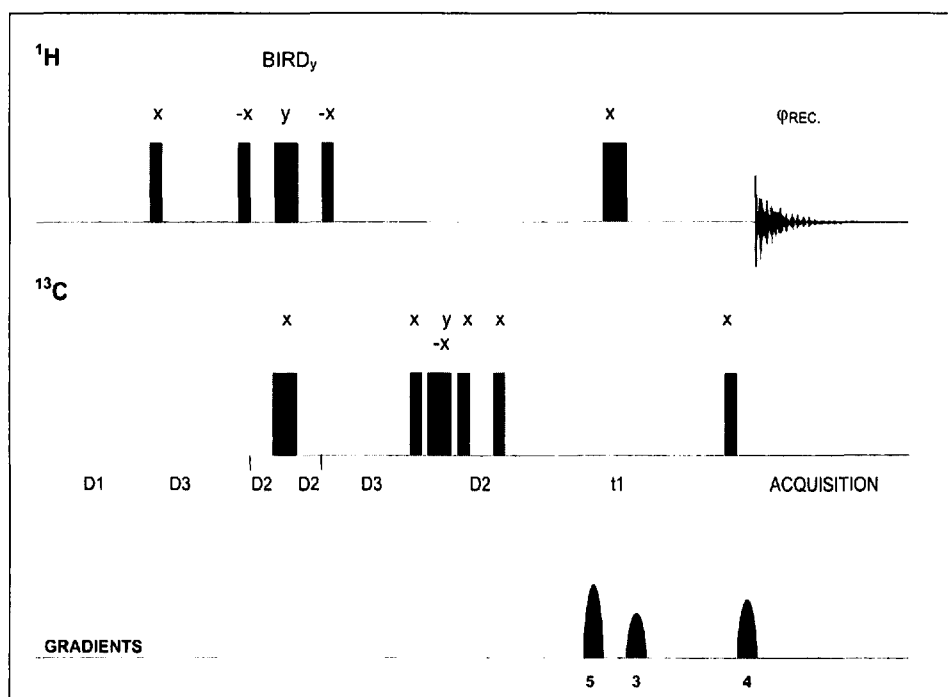 ¹H
BIRDy
x -x y -x x φREC.
¹³C
x x y x x x
-x
D1 D3 D2 D2 D3 D2 t1 ACQUISITION
GRADIENTS
5 3 4